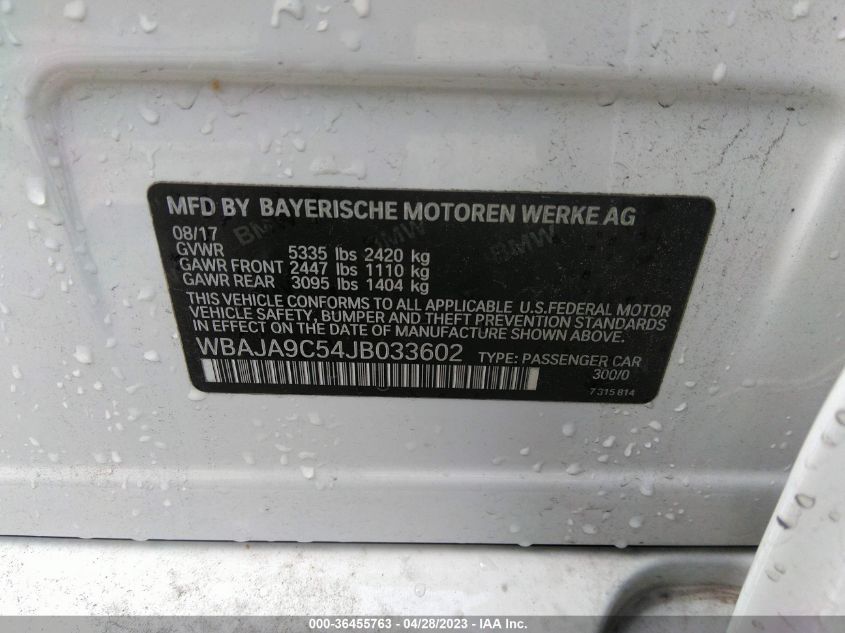 MFD BY BAYERISCHE MOTOREN WERKE AG
08/17
GVWR 5335 lbs 2420 kg
GAWR FRONT 2447 lbs 1110 kg
GAWR REAR 3095 lbs 1404 kg
THIS VEHICLE CONFORMS TO ALL APPLICABLE U.S.FEDERAL MOTOR
VEHICLE SAFETY, BUMPER AND THEFT PREVENTION STANDARDS
IN EFFECT ON THE DATE OF MANUFACTURE SHOWN ABOVE.
WBAJA9C54JB033602 TYPE: PASSENGER CAR
300/0
7 315 814
BMW BMW BMW
000-36455763 - 04/28/2023 - IAA Inc.